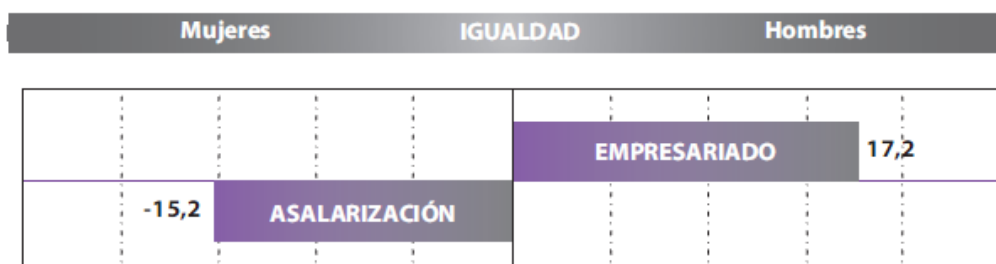 Mujeres IGUALDAD Hombres
EMPRESARIADO 17,2
-15,2 ASALARIZACIÓN